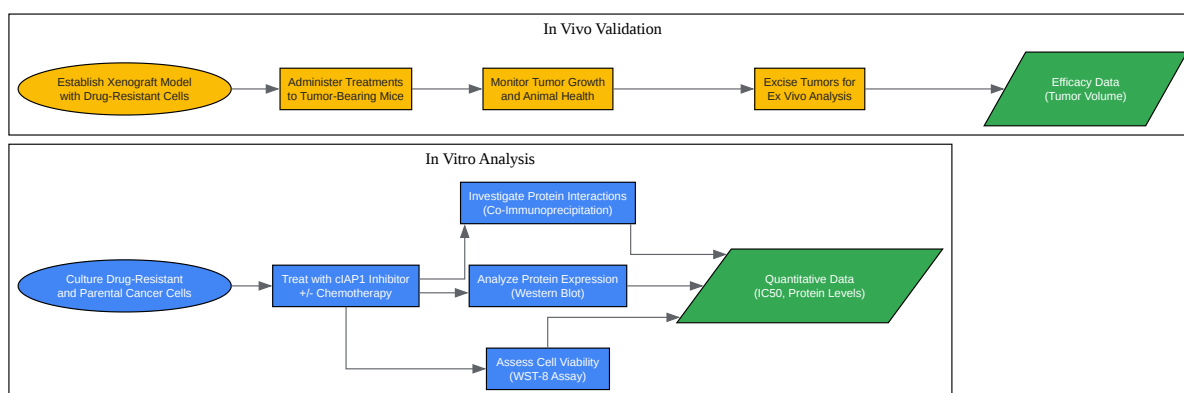 In Vivo Validation
Establish Xenograft Model
with Drug-Resistant Cells
Administer Treatments
to Tumor-Bearing Mice
Monitor Tumor Growth
and Animal Health
Excise Tumors for
Ex Vivo Analysis
Efficacy Data
(Tumor Volume)
In Vitro Analysis
Culture Drug-Resistant
and Parental Cancer Cells
Treat with cIAP1 Inhibitor
+/- Chemotherapy
Investigate Protein Interactions
(Co-Immunoprecipitation)
Analyze Protein Expression
(Western Blot)
Assess Cell Viability
(WST-8 Assay)
Quantitative Data
(IC50, Protein Levels)